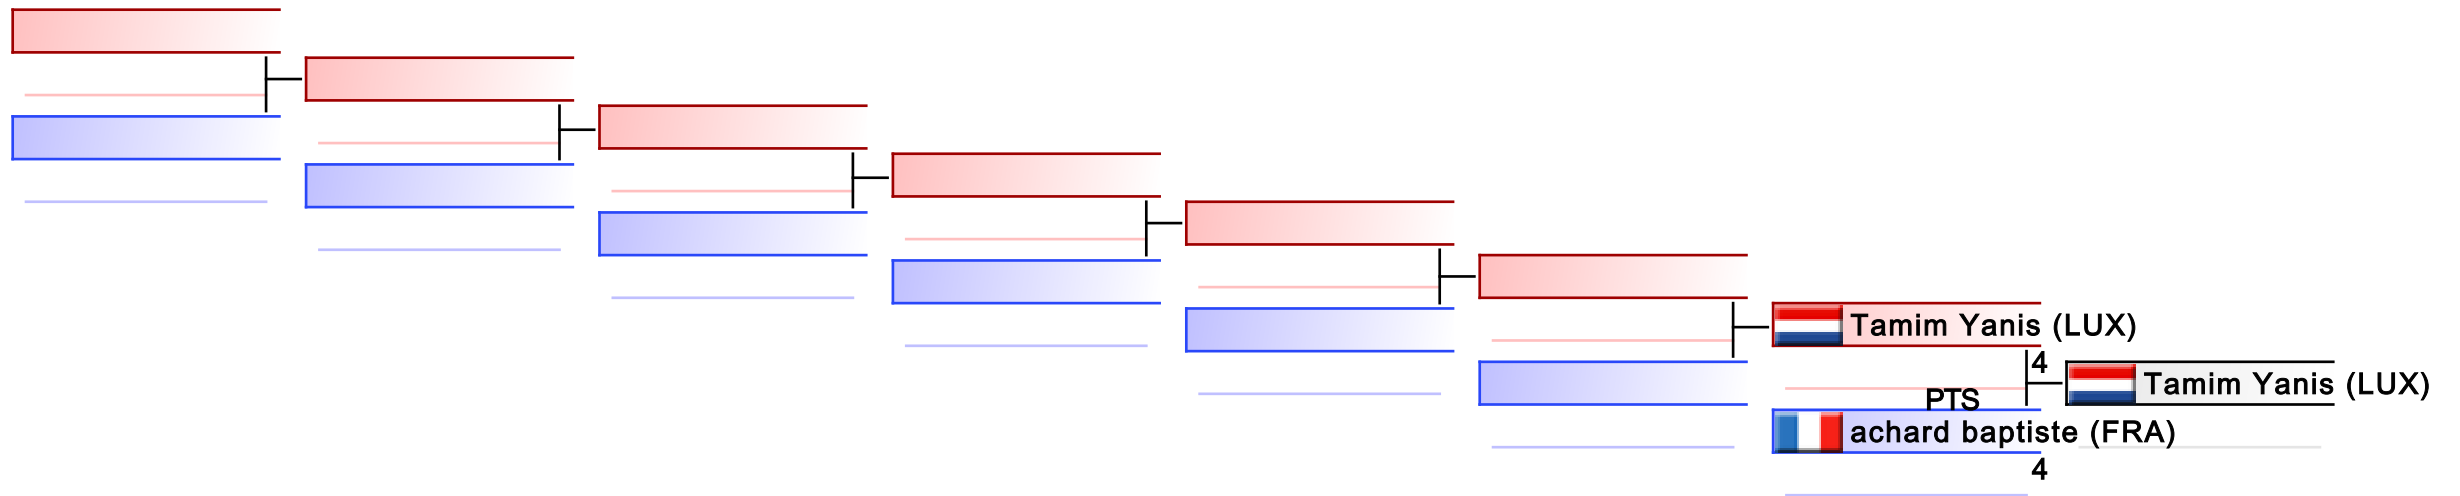 Tamim Yanis (LUX)
4
Tamim Yanis (LUX)
PTS
achard baptiste (FRA)
4